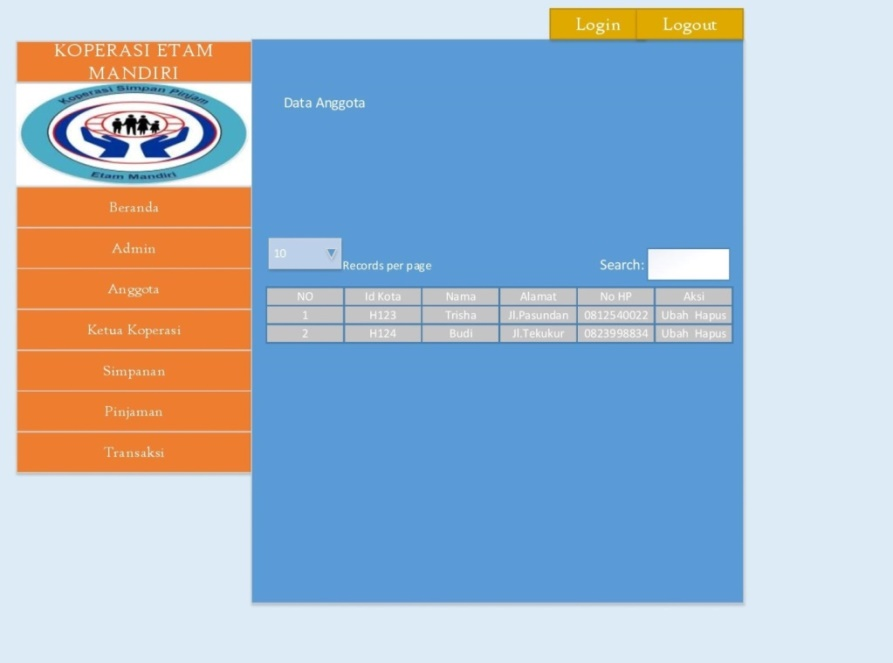 Login Logout
KOPERASI ETAM
MANDIRI
Koperasi Simpan Pinjam
Etam Mandiri
Beranda
Admin
Anggota
Ketua Koperasi
Simpanan
Pinjaman
Transaksi
Data Anggota
10 Records per page Search:
NO Id Kota Nama Alamat No HP Aksi
1 H123 Trisha Jl.Pasundan 0812540022 Ubah Hapus
2 H124 Budi Jl.Tekukur 0823998834 Ubah Hapus